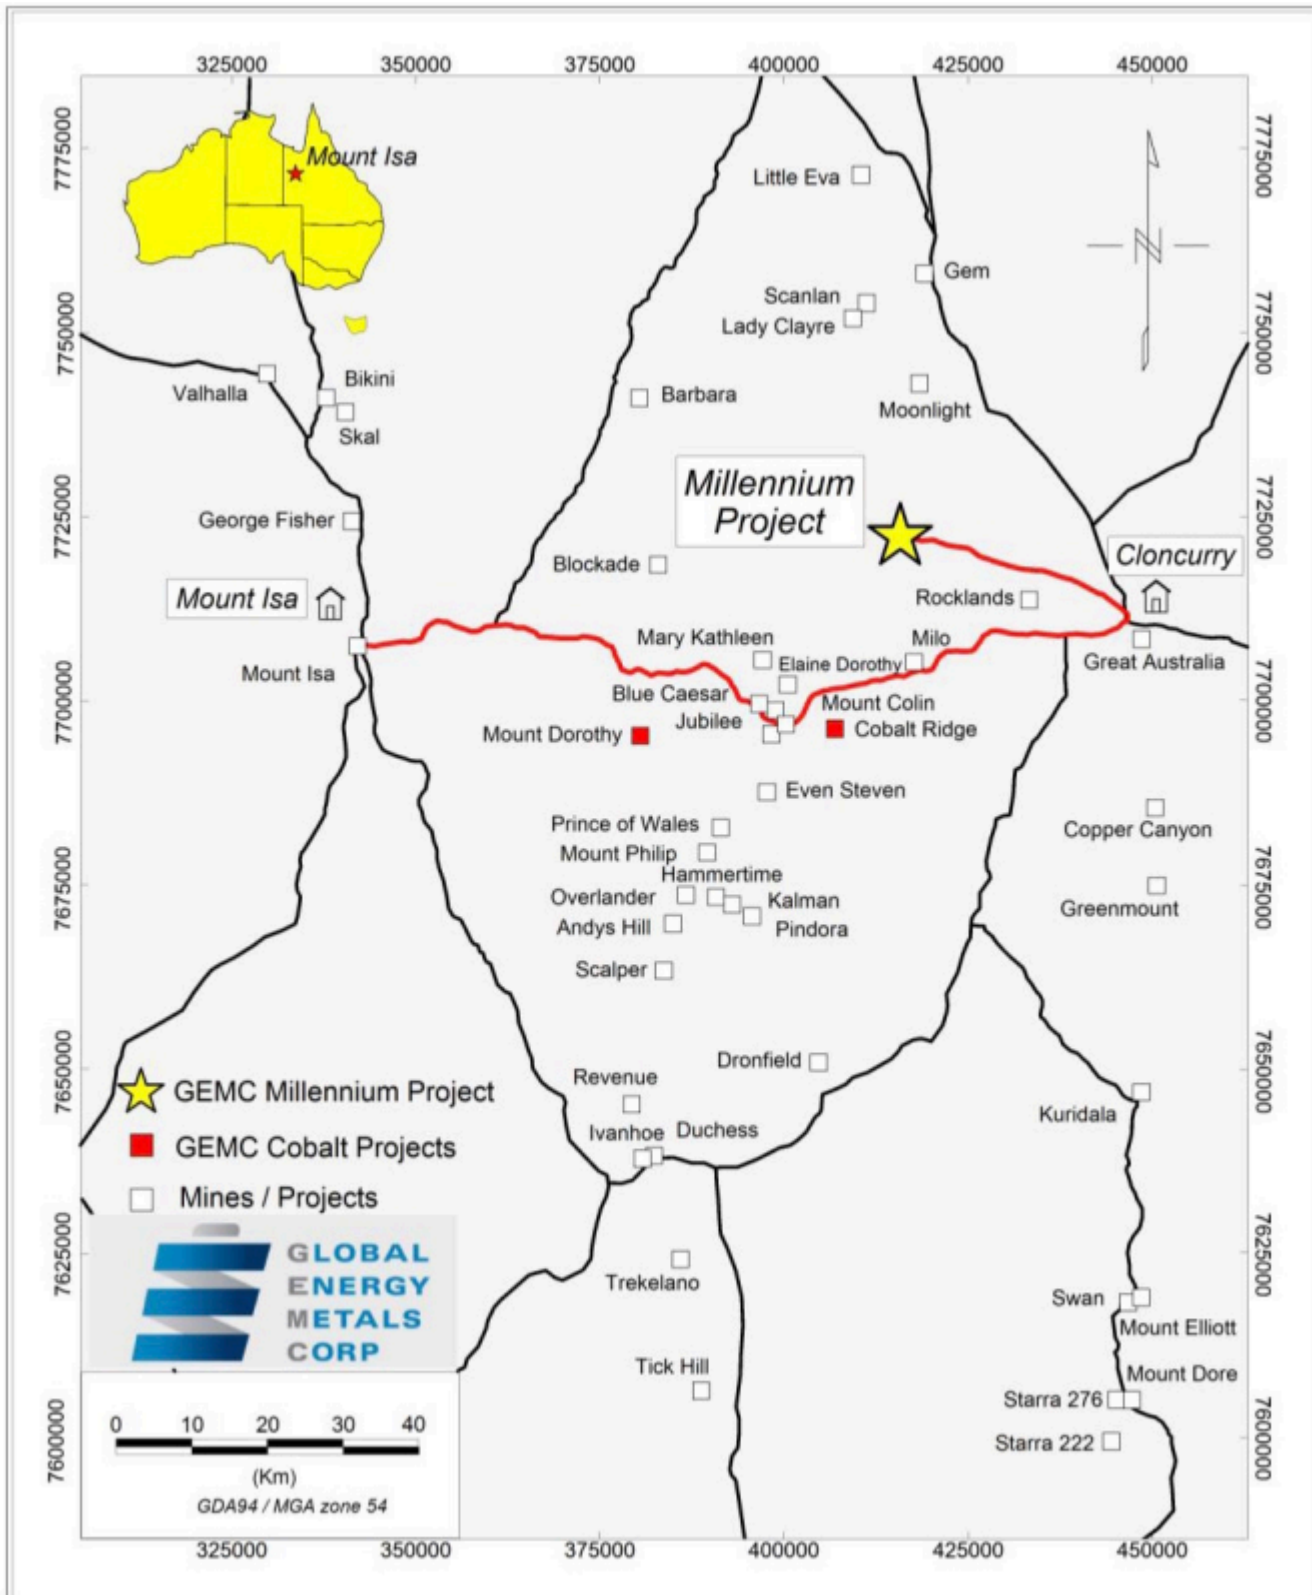 325000 350000 375000 400000 425000 450000
7775000
7775000
Mount Isa
Little Eva
Gem
Scanlan
Lady Clayre
7750000
7750000
Valhalla
Bikini
Skal
Barbara
Moonlight
Millennium
Project
7725000
7725000
George Fisher
Blockade
Cloncurry
Mount Isa
Rocklands
Mary Kathleen
Milo
Elaine Dorothy
Great Australia
Mount Isa
Blue Caesar
Mount Colin
7700000
7700000
Jubilee
Mount Dorothy
Cobalt Ridge
Even Steven
Prince of Wales
Copper Canyon
Mount Philip
Hammertime
7675000
7675000
Overlander
Kalman
Greenmount
Andys Hill
Pindora
Scalper
Dronfield
7650000
7650000
Revenue
GEMC Millennium Project
Kuridala
Ivanhoe
Duchess
GEMC Cobalt Projects
Mines / Projects
7625000
7625000
GLOBAL
ENERGY
METALS
CORP
Trekelano
Swan
Mount Elliott
Tick Hill
Mount Dore
Starra 276
7600000
7600000
Starra 222
0 10 20 30 40
(Km)
GDA94 / MGA zone 54
N
325000 350000 375000 400000 425000 450000